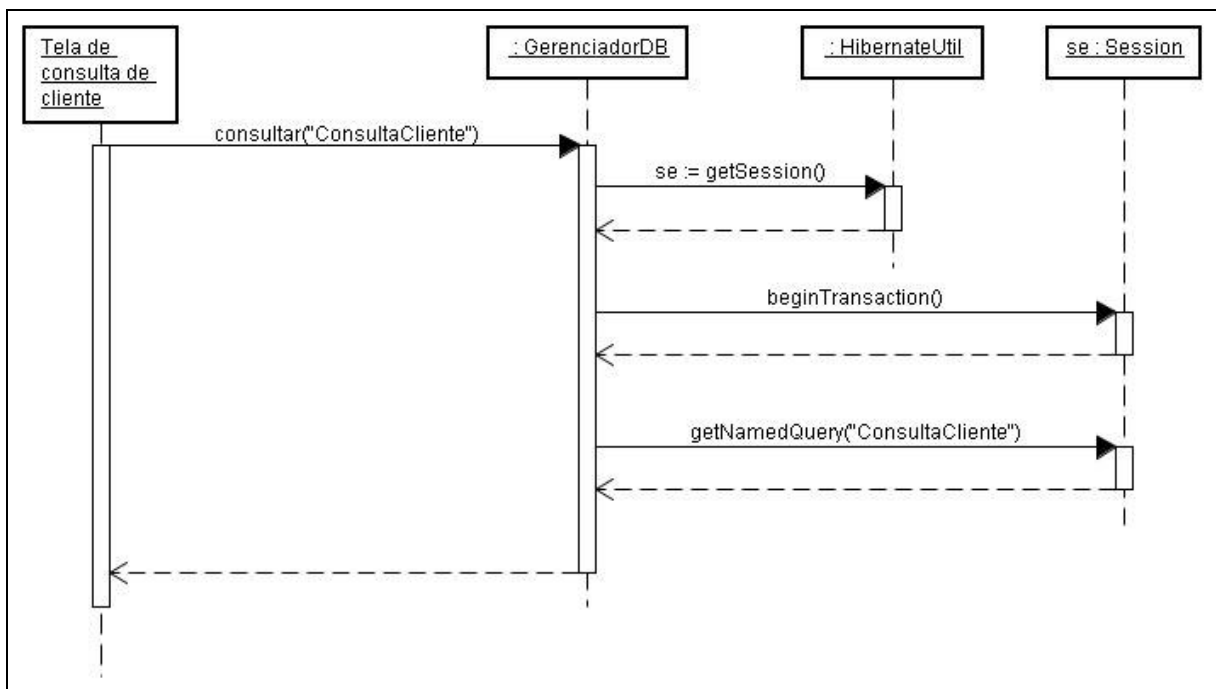 Tela de
consulta de
cliente
: GerenciadorDB
: HibernateUtil
se : Session
consultar("ConsultaCliente")
se := getSession()
beginTransaction()
getNamedQuery("ConsultaCliente")